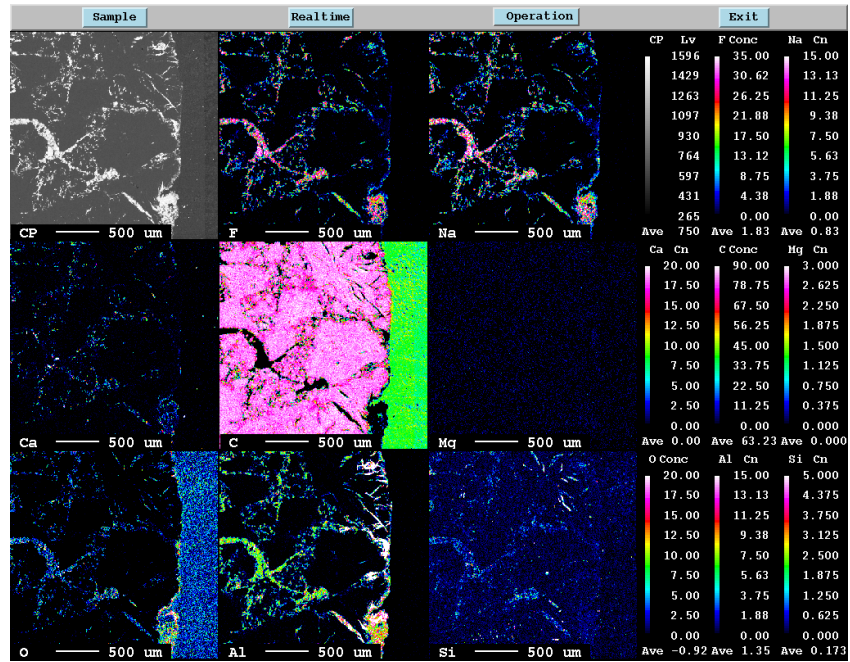 Sample Realtime Operation Exit
CP Lv F Conc Na Cn
1596 35.00 15.00
1429 30.62 13.13
1263 26.25 11.25
1097 21.88 9.38
930 17.50 7.50
764 13.12 5.63
597 8.75 3.75
431 4.38 1.88
265 0.00 0.00
Ave 750 Ave 1.83 Ave 0.83
CP 500 um F 500 um Na 500 um
Ca Cn C Conc Mg Cn
20.00 90.00 3.000
17.50 78.75 2.625
15.00 67.50 2.250
12.50 56.25 1.875
10.00 45.00 1.500
7.50 33.75 1.125
5.00 22.50 0.750
2.50 11.25 0.375
0.00 0.00 0.000
Ave 0.00 Ave 63.23 Ave 0.000
Ca 500 um C 500 um Mg 500 um
O Conc Al Cn Si Cn
20.00 15.00 5.000
17.50 13.13 4.375
15.00 11.25 3.750
12.50 9.38 3.125
10.00 7.50 2.500
7.50 5.63 1.875
5.00 3.75 1.250
2.50 1.88 0.625
0.00 0.00 0.000
Ave -0.92 Ave 1.35 Ave 0.173
O 500 um Al 500 um Si 500 um